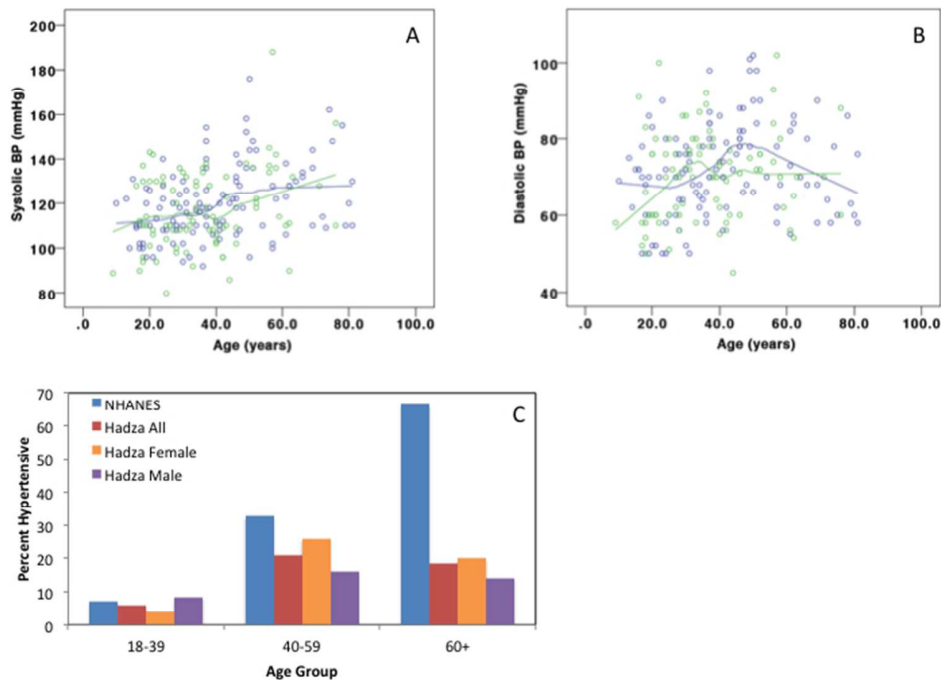 A
200
180
160
140
120
100
80
Systolic BP (mmHg)
.0 20.0 40.0 60.0 80.0 100.0
Age (years)
B
100
80
60
40
Diastolic BP (mmHg)
.0 20.0 40.0 60.0 80.0 100.0
Age (years)
C
70
60
50
40
30
20
10
0
Percent Hypertensive
NHANES
Hadza All
Hadza Female
Hadza Male
18-39 40-59 60+
Age Group